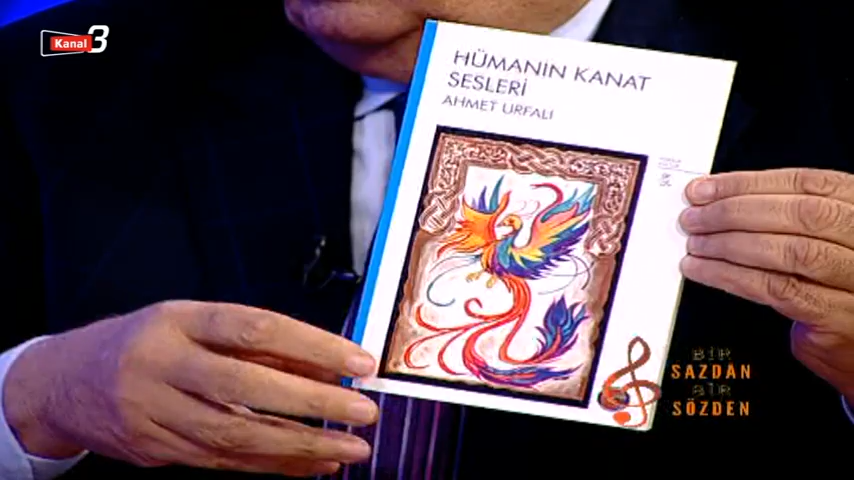 Kanal 3
HÜMANIN KANAT
SESLERİ
AHMET URFALI
BİR
SAZDAN
BİR
SÖZDEN